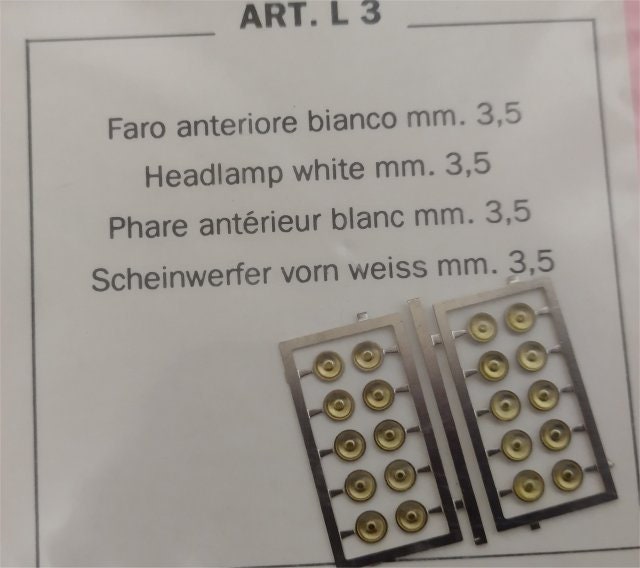 ART. L 3
Faro anteriore bianco mm. 3,5
Headlamp white mm. 3,5
Phare antérieur blanc mm. 3,5
Scheinwerfer vorn weiss mm. 3,5